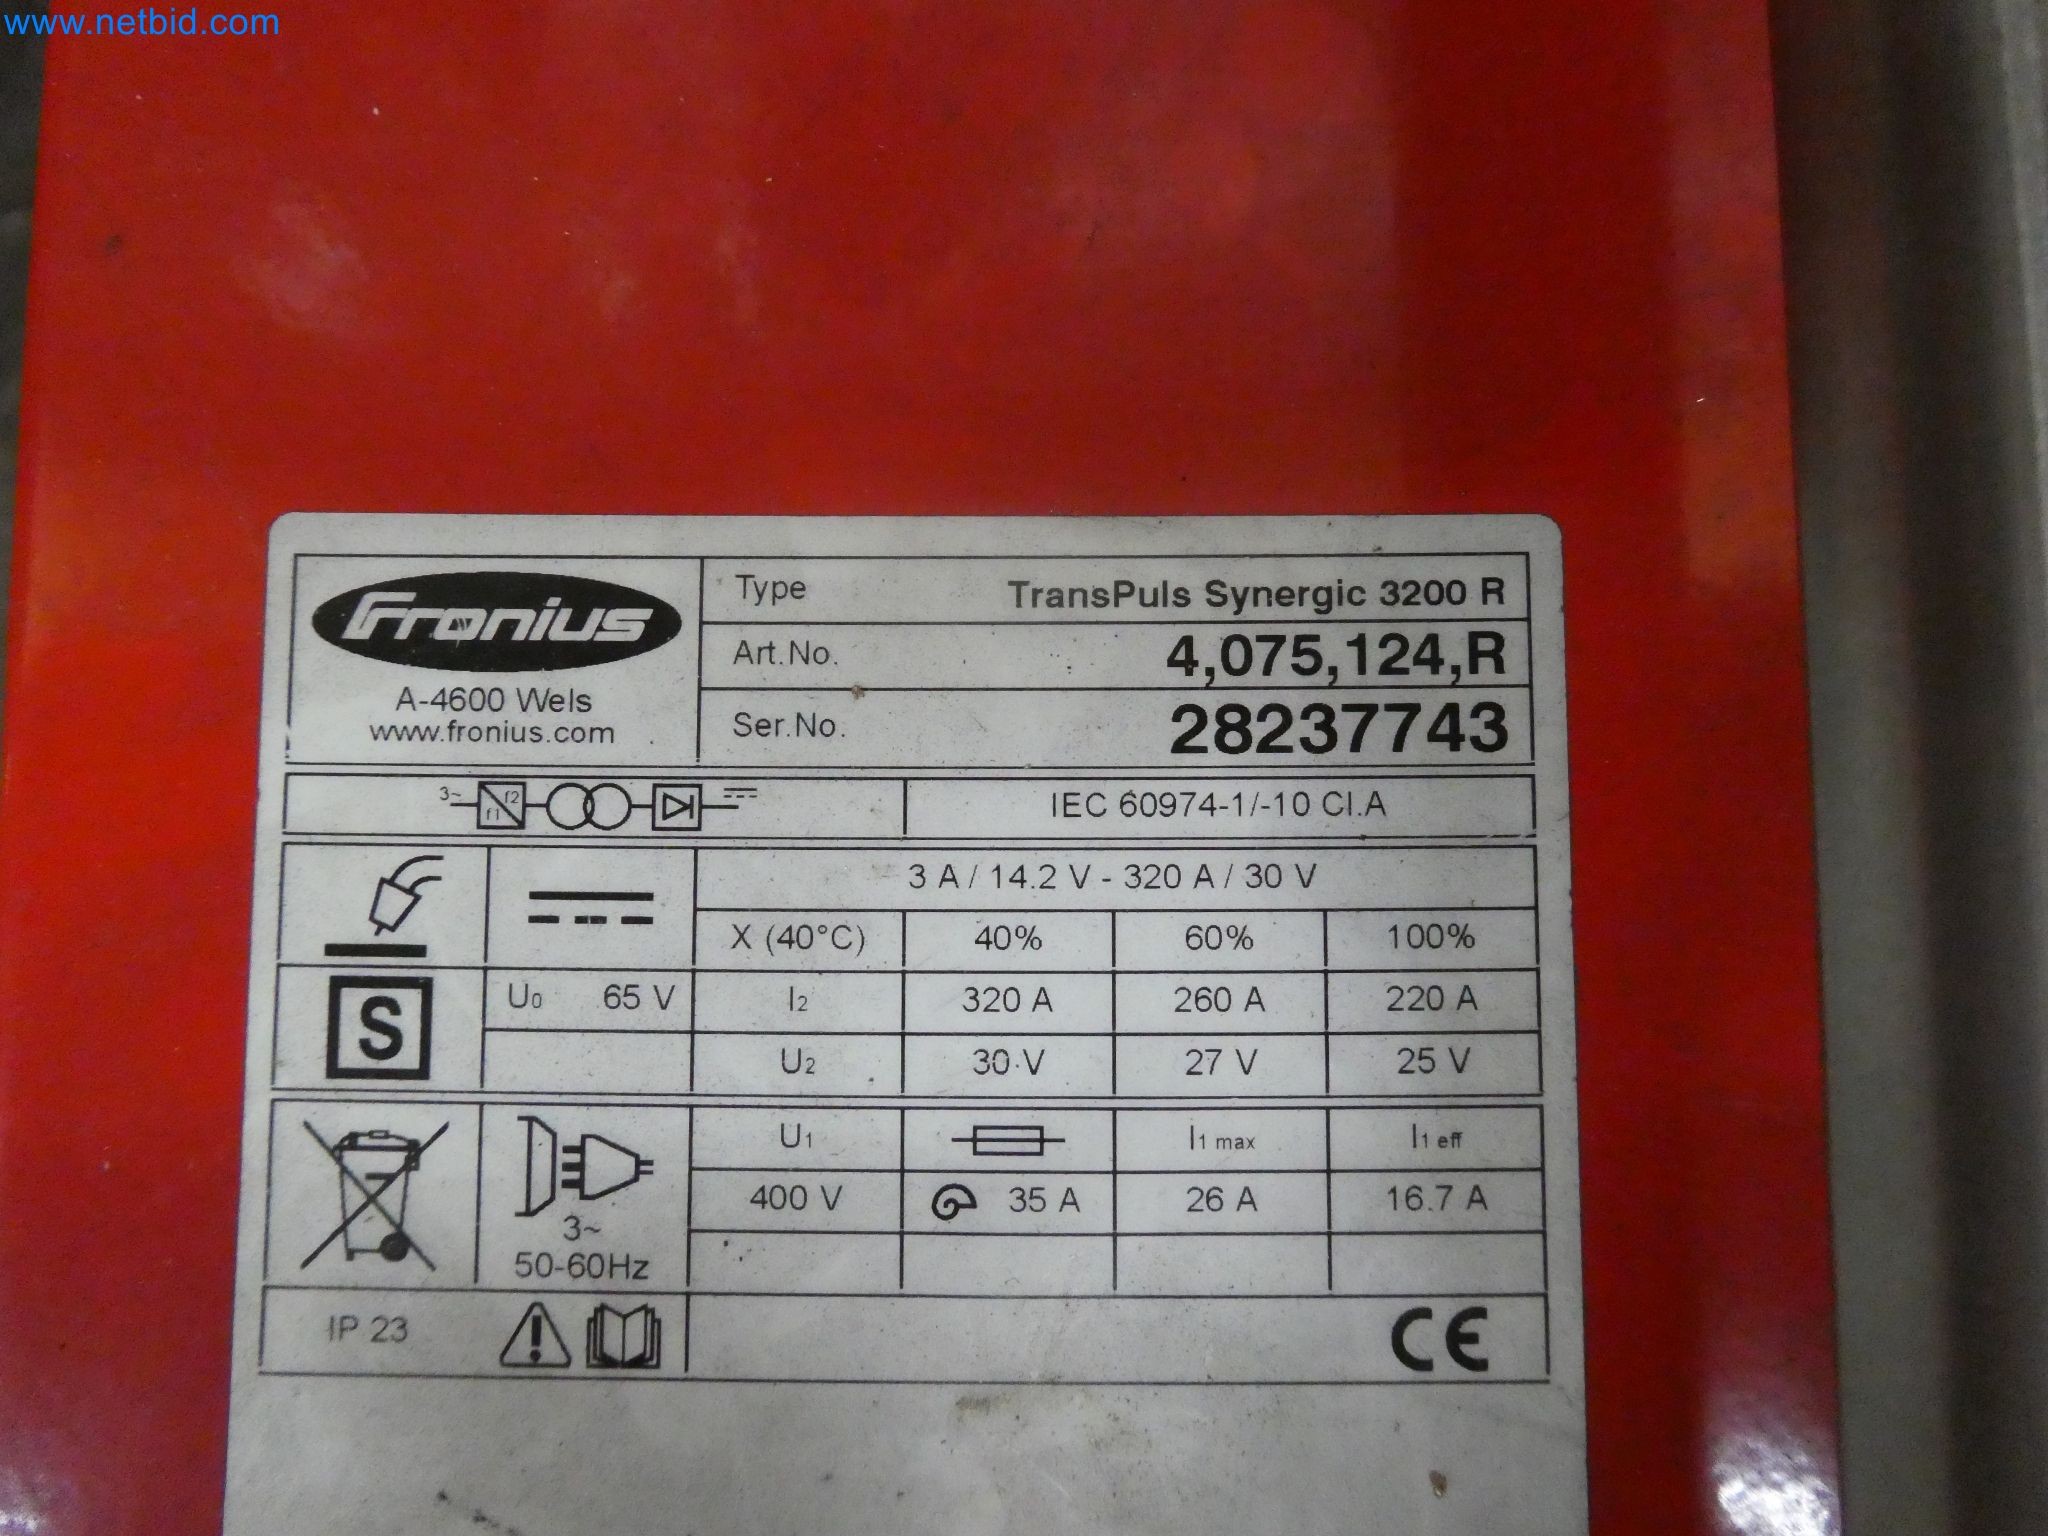 www.netbid.com
Fronius
A-4600 Wels
www.fronius.com
Type TransPuls Synergic 3200 R
Art.No. 4,075,124,R
Ser.No. 28237743
3~ f1 f2
IEC 60974-1/-10 Cl.A
3 A / 14.2 V - 320 A / 30 V
X (40°C) 40% 60% 100%
S
U0 65 V I2 320 A 260 A 220 A
U2 30 V 27 V 25 V
U1 I1 max I1 eff
400 V 35 A 26 A 16.7 A
3~
50-60Hz
IP 23
CE